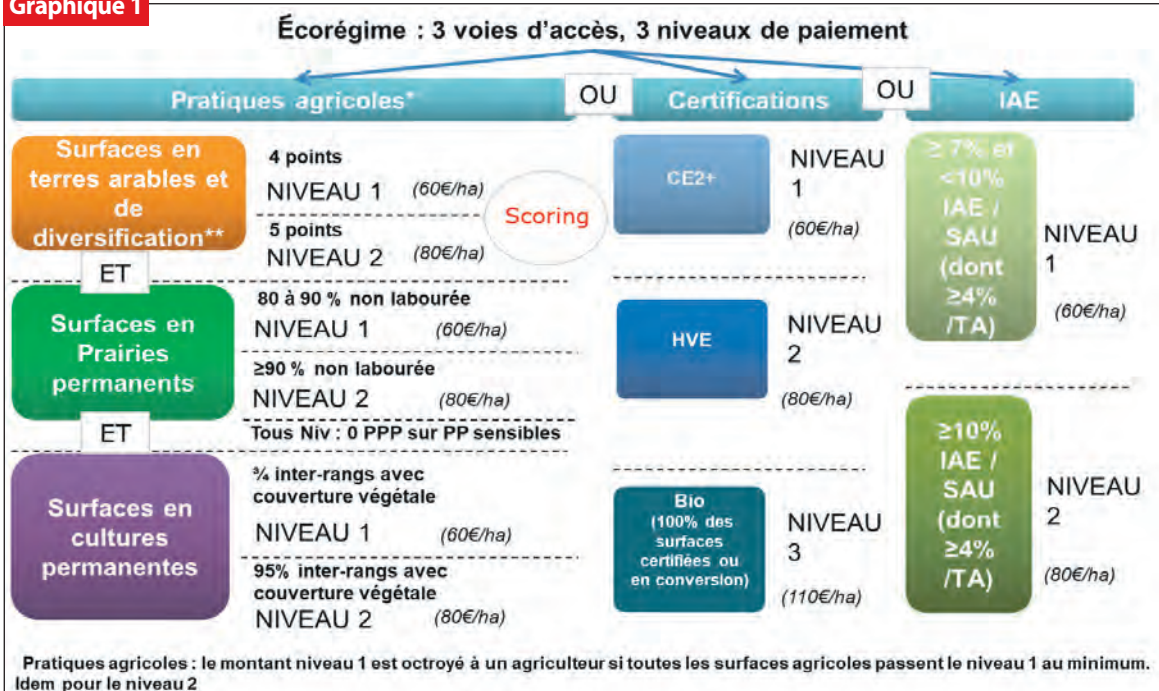 Graphique 1
Écorégime : 3 voies d'accès, 3 niveaux de paiement
Pratiques agricoles*
OU
Certifications
OU
IAE
Surfaces en
terres arables et
de
diversification**
4 points
NIVEAU 1 (60€/ha)
5 points
NIVEAU 2 (80€/ha)
Scoring
ET
Surfaces en
Prairies
permanents
80 à 90 % non labourée
NIVEAU 1 (60€/ha)
≥90 % non labourée
NIVEAU 2 (80€/ha)
Tous Niv : 0 PPP sur PP sensibles
ET
Surfaces en
cultures
permanentes
¾ inter-rangs avec
couverture végétale
NIVEAU 1 (60€/ha)
95% inter-rangs avec
couverture végétale
NIVEAU 2 (80€/ha)
CE2+
NIVEAU
1
(60€/ha)
HVE
NIVEAU
2
(80€/ha)
Bio
(100% des
surfaces
certifiées ou
en conversion)
NIVEAU
3
(110€/ha)
≥ 7% et
<10%
IAE /
SAU
(dont
≥4%
/TA)
NIVEAU
1
(60€/ha)
≥10%
IAE /
SAU
(dont
≥4%
/TA)
NIVEAU
2
(80€/ha)
Pratiques agricoles : le montant niveau 1 est octroyé à un agriculteur si toutes les surfaces agricoles passent le niveau 1 au minimum.
Idem pour le niveau 2